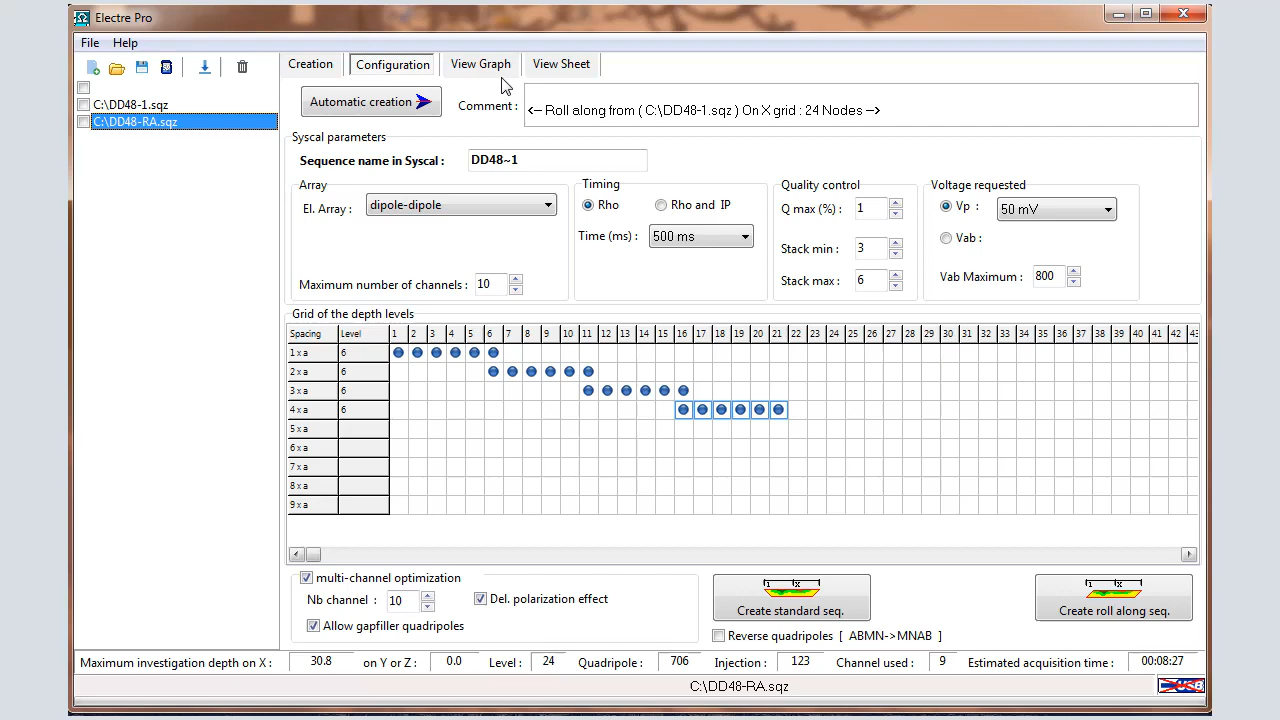 Electre Pro
File Help
C:\DD48-1.sqz
C:\DD48-RA.sqz
Creation Configuration View Graph View Sheet
Automatic creation
Comment : <-- Roll along from ( C:\DD48-1.sqz ) On X grid : 24 Nodes -->
Syscal parameters
Sequence name in Syscal : DD48~1
Array Timing Quality control Voltage requested
El. Array : dipole-dipole Rho Rho and IP Q max (%) : 1 Vp : 50 mV
Time (ms) : 500 ms Stack min : 3 Vab :
Maximum number of channels : 10 Stack max : 6 Vab Maximum : 800
Grid of the depth levels
Spacing Level 1 2 3 4 5 6 7 8 9 10 11 12 13 14 15 16 17 18 19 20 21 22 23 24 25 26 27 28 29 30 31 32 33 34 35 36 37 38 39 40 41 42 43
1 x a 6
2 x a 6
3 x a 6
4 x a 6
5 x a
6 x a
7 x a
8 x a
9 x a
multi-channel optimization
Nb channel : 10 Del. polarization effect
Allow gapfiller quadripoles
Create standard seq. Create roll along seq.
Reverse quadripoles [ ABMN->MNAB ]
Maximum investigation depth on X : 30.8 on Y or Z : 0.0 Level : 24 Quadripole : 706 Injection : 123 Channel used : 9 Estimated acquisition time : 00:08:27
C:\DD48-RA.sqz
USB